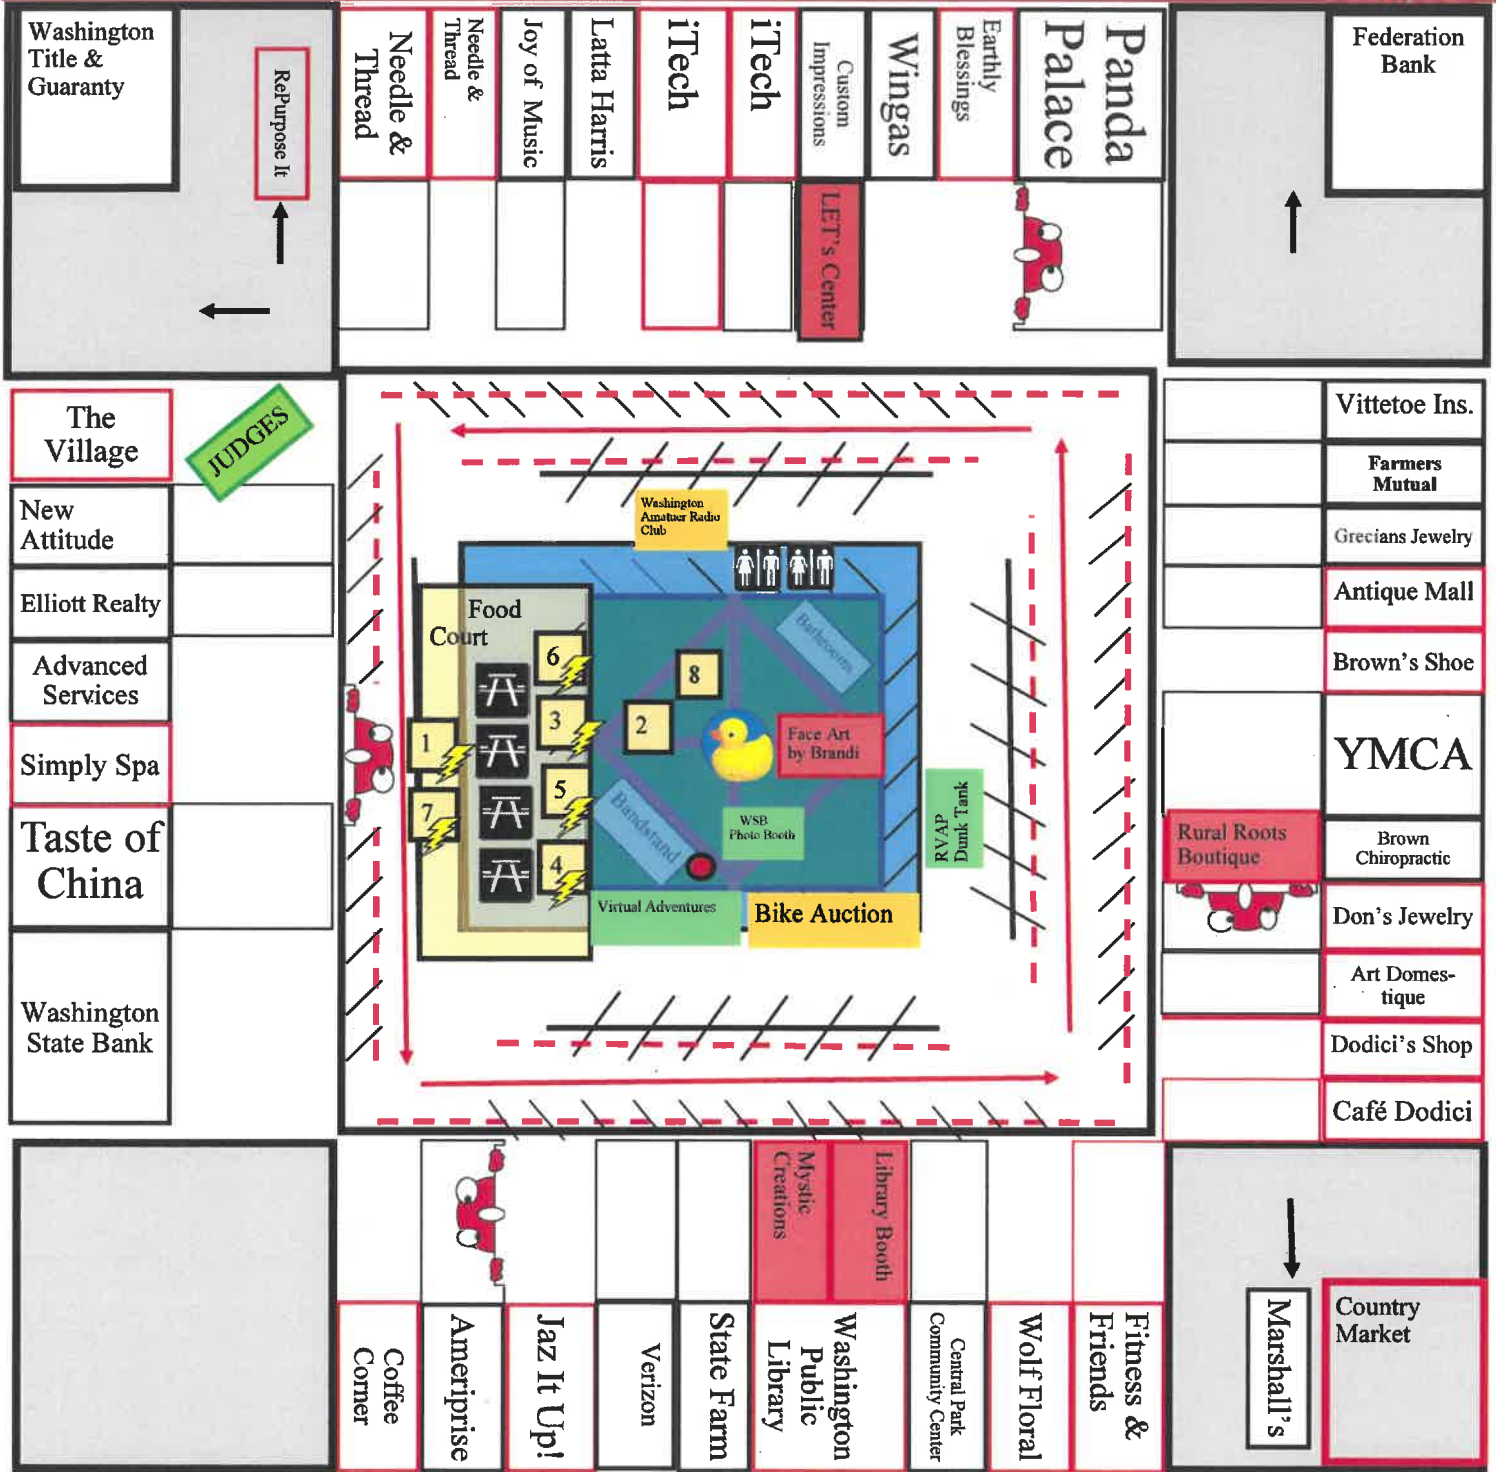 Washington
Title &
Guaranty
RePurpose It
Needle &
Thread
Needle &
Thread
Joy of Music
Latta Harris
iTech
iTech
Custom
Impressions
Wingas
Earthly
Blessings
Panda
Palace
Federation
Bank
LET's Center
The
Village
JUDGES
New
Attitude
Elliott Realty
Advanced
Services
Simply Spa
Taste of
China
Washington
State Bank
Washington
Amatuer Radio
Club
Food
Court
Bathrooms
6
8
3
2
1
5
7
4
Face Art
by Brandi
Bandstand
WSB
Photo Booth
RVAP
Dunk Tank
Virtual Adventures
Bike Auction
Vittetoe Ins.
Farmers
Mutual
Grecians Jewelry
Antique Mall
Brown's Shoe
YMCA
Rural Roots
Boutique
Brown
Chiropractic
Don's Jewelry
Art Domes-
tique
Dodici's Shop
Café Dodici
Mystic
Creations
Library Booth
Coffee
Corner
Ameriprise
Jaz It Up!
Verizon
State Farm
Washington
Public
Library
Central Park
Community Center
Wolf Floral
Fitness &
Friends
Marshall's
Country
Market